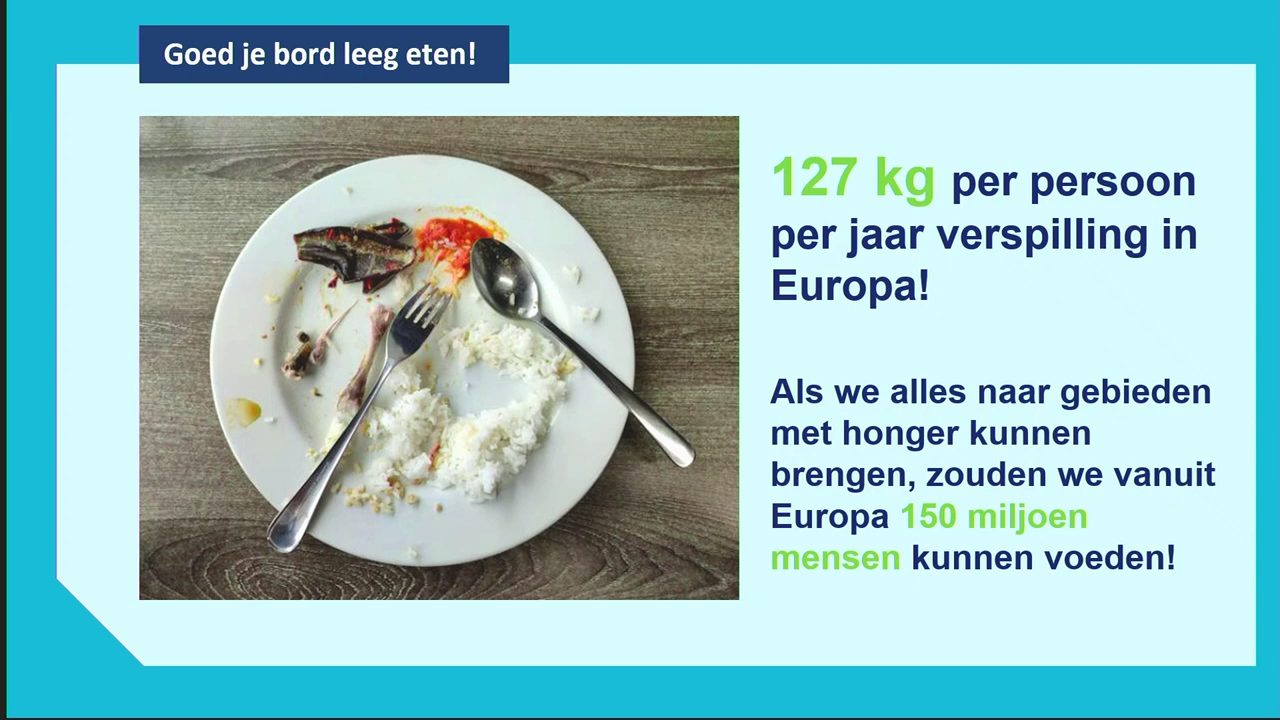 Goed je bord leeg eten!
127 kg per persoon
per jaar verspilling in
Europa!
Als we alles naar gebieden
met honger kunnen
brengen, zouden we vanuit
Europa 150 miljoen
mensen kunnen voeden!